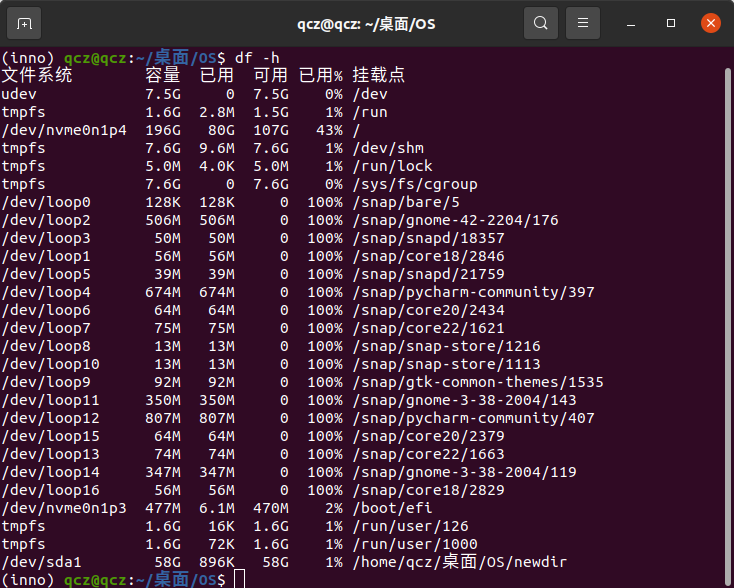 qcz@qcz: ~/桌面/OS
(inno) qcz@qcz:~/桌面/OS$ df -h
文件系统 容量 已用 可用 已用% 挂载点
udev 7.5G 0 7.5G 0% /dev
tmpfs 1.6G 2.8M 1.5G 1% /run
/dev/nvme0n1p4 196G 80G 107G 43% /
tmpfs 7.6G 9.6M 7.6G 1% /dev/shm
tmpfs 5.0M 4.0K 5.0M 1% /run/lock
tmpfs 7.6G 0 7.6G 0% /sys/fs/cgroup
/dev/loop0 128K 128K 0 100% /snap/bare/5
/dev/loop2 506M 506M 0 100% /snap/gnome-42-2204/176
/dev/loop3 50M 50M 0 100% /snap/snapd/18357
/dev/loop1 56M 56M 0 100% /snap/core18/2846
/dev/loop5 39M 39M 0 100% /snap/snapd/21759
/dev/loop4 674M 674M 0 100% /snap/pycharm-community/397
/dev/loop6 64M 64M 0 100% /snap/core20/2434
/dev/loop7 75M 75M 0 100% /snap/core22/1621
/dev/loop8 13M 13M 0 100% /snap/snap-store/1216
/dev/loop10 13M 13M 0 100% /snap/snap-store/1113
/dev/loop9 92M 92M 0 100% /snap/gtk-common-themes/1535
/dev/loop11 350M 350M 0 100% /snap/gnome-3-38-2004/143
/dev/loop12 807M 807M 0 100% /snap/pycharm-community/407
/dev/loop15 64M 64M 0 100% /snap/core20/2379
/dev/loop13 74M 74M 0 100% /snap/core22/1663
/dev/loop14 347M 347M 0 100% /snap/gnome-3-38-2004/119
/dev/loop16 56M 56M 0 100% /snap/core18/2829
/dev/nvme0n1p3 477M 6.1M 470M 2% /boot/efi
tmpfs 1.6G 16K 1.6G 1% /run/user/126
tmpfs 1.6G 72K 1.6G 1% /run/user/1000
/dev/sda1 58G 896K 58G 1% /home/qcz/桌面/OS/newdir
(inno) qcz@qcz:~/桌面/OS$